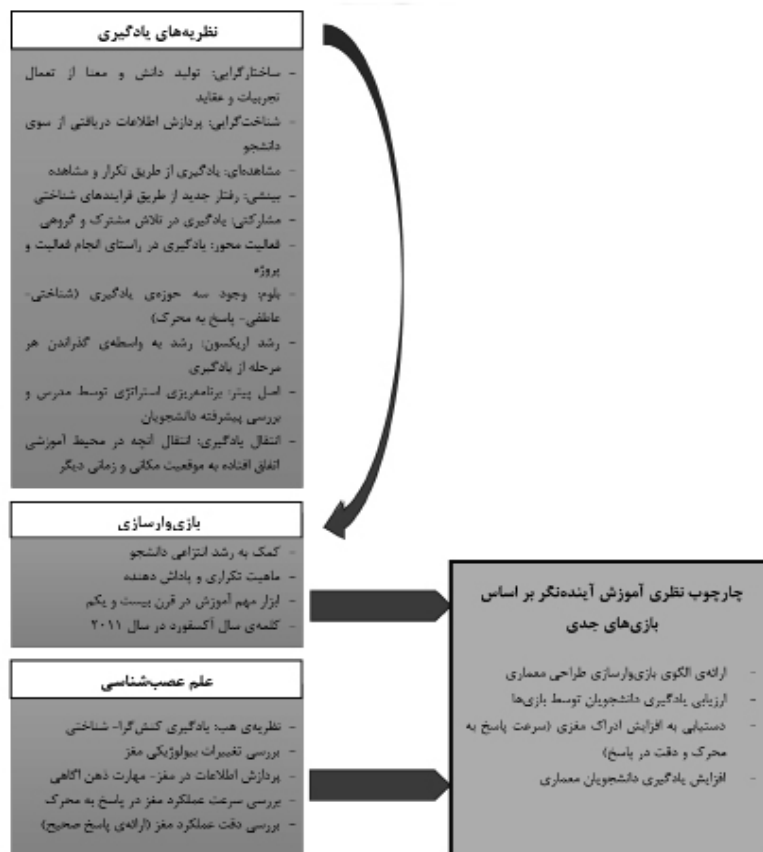 نظریه‌های یادگیری
- ساختارگرایی: تولید دانش و معنا از تعمال
تجربیات و عقاید
- شناخت‌گرایی: پردازش اطلاعات دریافتی از سوی
دانشجو
- مشاهده‌ای: یادگیری از طریق تکرار و مشاهده
- بینشی: رفتار جدید از طریق فرایندهای شناختی
- مشارکتی: یادگیری در تلاش مشترک و گروهی
- فعالیت محور: یادگیری در راستای انجام فعالیت و
پروژه
- بلوم: وجود سه حوزه‌ی یادگیری (شناختی-
عاطفی- پاسخ به محرک)
- رشد اریکسون: رشد به واسطه‌ی گذراندن هر
مرحله از یادگیری
- اصل پیتر: برنامه‌ریزی استراتژی توسط مدرس و
بررسی پیشرفته دانشجویان
- انتقال یادگیری: انتقال آنچه در محیط آموزشی
اتفاق افتاده به موقعیت مکانی و زمانی دیگر
بازی‌وارسازی
- کمک به رشد انتزاعی دانشجو
- ماهیت تکراری و پاداش دهنده
- ابزار مهم آموزش در قرن بیست و یکم
- کلمه‌ی سال آکسفورد در سال ۲۰۱۱
علم عصب‌شناسی
- نظریه‌ی هب: یادگیری کنش‌گرا- شناختی
- بررسی تغییرات بیولوژیکی مغز
- پردازش اطلاعات در مغز- مهارت ذهن آگاهی
- بررسی سرعت عملکرد مغز در پاسخ به محرک
- بررسی دقت عملکرد مغز (ارائه‌ی پاسخ صحیح)
چارچوب نظری آموزش آینده‌نگر بر اساس
بازی‌های جدی
- ارائه‌ی الگوی بازی‌وارسازی طراحی معماری
- ارزیابی یادگیری دانشجویان توسط بازی‌ها
- دستیابی به افزایش ادراک مغزی (سرعت پاسخ به
محرک و دقت در پاسخ)
- افزایش یادگیری دانشجویان معماری